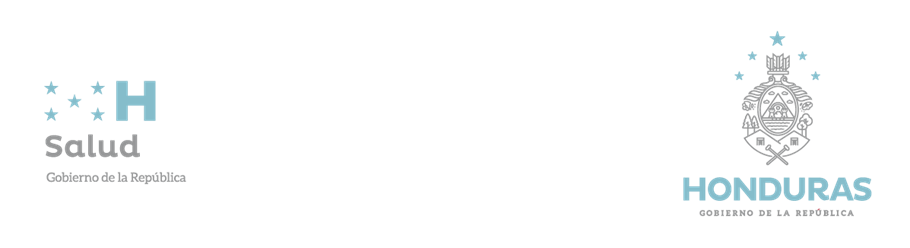 H
Salud
Gobierno de la República
HONDURAS
GOBIERNO DE LA REPÚBLICA